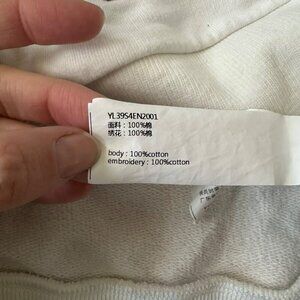 YL39S4EN2001
面料：100%棉
绣花：100%棉
body : 100%cotton
embroidery : 100%cotton